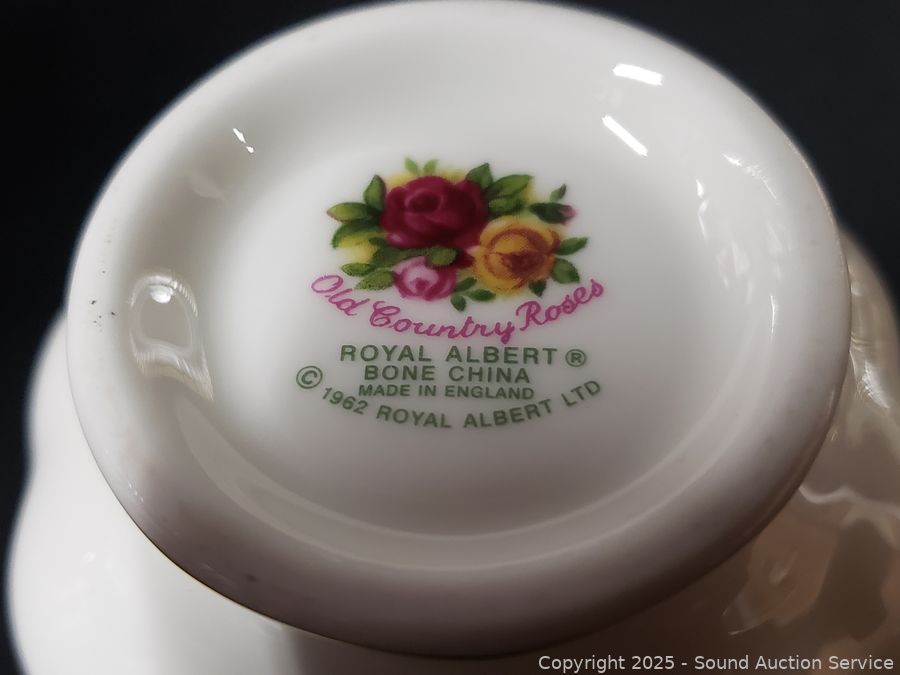 Old Country Roses
ROYAL ALBERT ®
BONE CHINA
MADE IN ENGLAND
© 1962 ROYAL ALBERT LTD
Copyright 2025 - Sound Auction Service